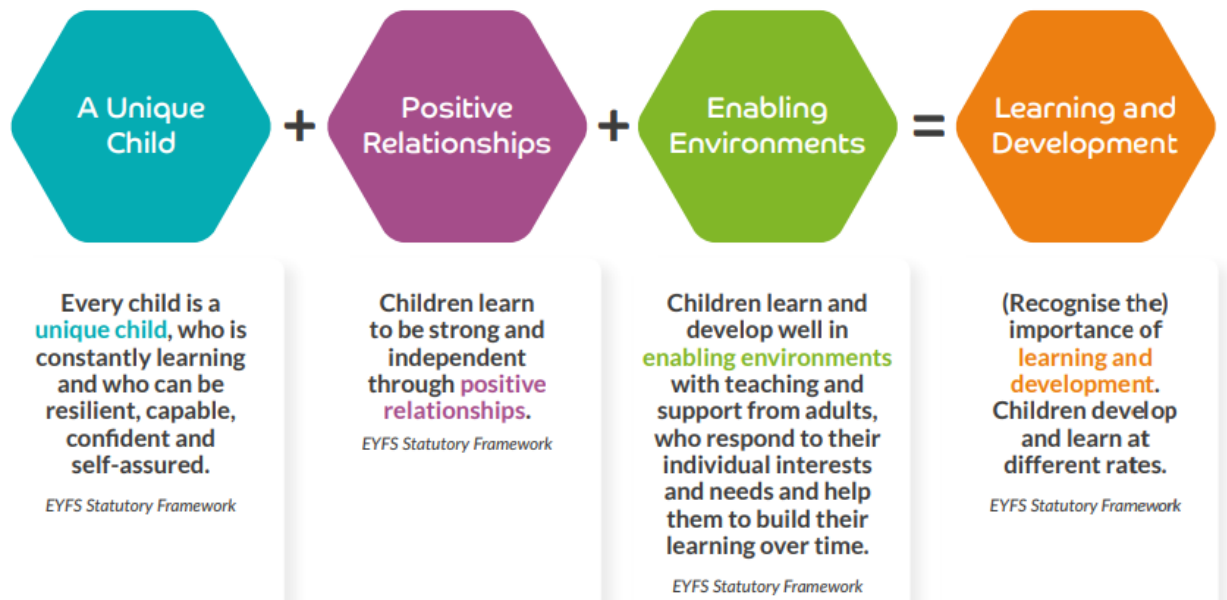 A Unique
Child
+
Positive
Relationships
+
Enabling
Environments
=
Learning and
Development
Every child is a
unique child, who is
constantly learning
and who can be
resilient, capable,
confident and
self-assured.
EYFS Statutory Framework
Children learn
to be strong and
independent
through positive
relationships.
EYFS Statutory Framework
Children learn and
develop well in
enabling environments
with teaching and
support from adults,
who respond to their
individual interests
and needs and help
them to build their
learning over time.
EYFS Statutory Framework
(Recognise the)
importance of
learning and
development.
Children develop
and learn at
different rates.
EYFS Statutory Framework